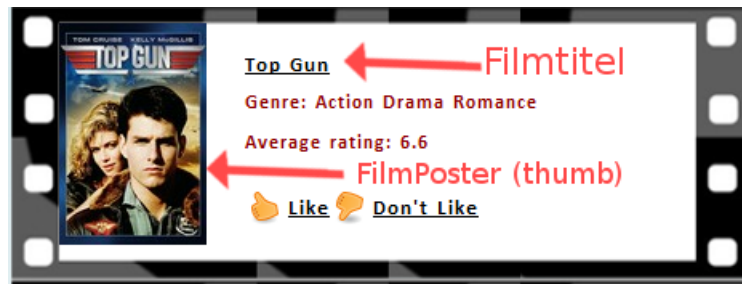 TOM CRUISE KELLY McGILLIS
TOP GUN
Top Gun
Filmtitel
Genre: Action Drama Romance
Average rating: 6.6
FilmPoster (thumb)
Like Don't Like